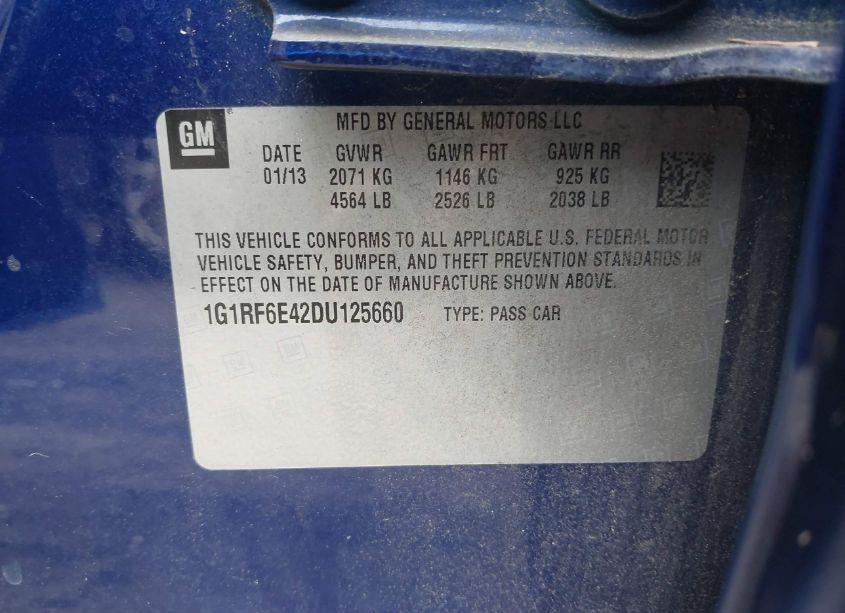 GM ® MFD BY GENERAL MOTORS LLC
DATE GVWR GAWR FRT GAWR RR
01/13 2071 KG 1146 KG 925 KG
4564 LB 2526 LB 2038 LB
THIS VEHICLE CONFORMS TO ALL APPLICABLE U.S. FEDERAL MOTOR
VEHICLE SAFETY, BUMPER, AND THEFT PREVENTION STANDARDS IN
EFFECT ON THE DATE OF MANUFACTURE SHOWN ABOVE.
1G1RF6E42DU125660 TYPE: PASS CAR